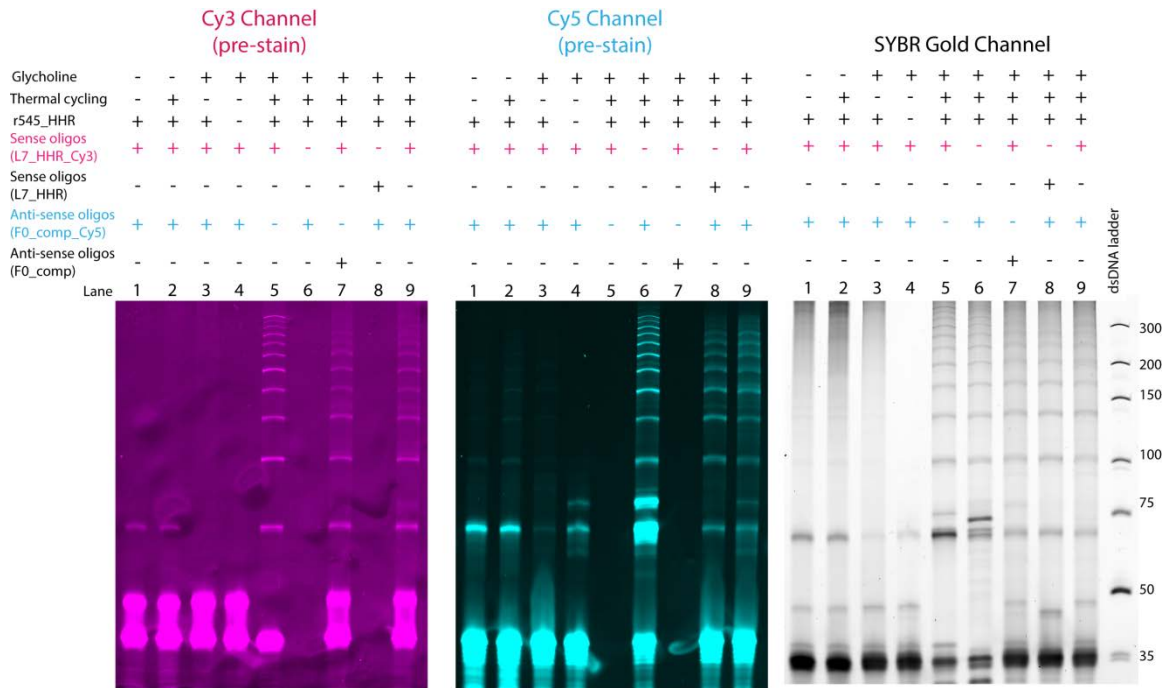 Cy3 Channel
(pre-stain)
Cy5 Channel
(pre-stain)
SYBR Gold Channel
Glycholine - - + + + + + + + - - + + + + + + + - - + + + + + + +
Thermal cycling - + - - + + + + + - + - - + + + + + - + - - + + + + +
r545_HHR + + + - + + + + + + + + - + + + + + + + + - + + + + +
Sense oligos
(L7_HHR_Cy3) + + + + + - + - + + + + + + - + - + + + + + + - + - +
Sense oligos
(L7_HHR) - - - - - - - + - - - - - - - - + - - - - - - - - + -
Anti-sense oligos
(F0_comp_Cy5) + + + + - + - + + + + + + - + - + + + + + + - + - + +
Anti-sense oligos
(F0_comp) - - - - - - + - - - - - - - - + - - - - - - - - + - -
Lane 1 2 3 4 5 6 7 8 9 1 2 3 4 5 6 7 8 9 1 2 3 4 5 6 7 8 9
dsDNA ladder
300
200
150
100
75
50
35